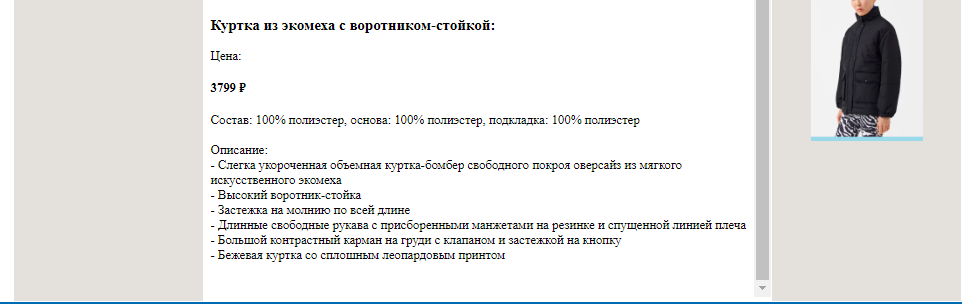 Куртка из экомеха с воротником-стойкой:
Цена:
3799 ₽
Состав: 100% полиэстер, основа: 100% полиэстер, подкладка: 100% полиэстер
Описание:
- Слегка укороченная объемная куртка-бомбер свободного покроя оверсайз из мягкого
искусственного экомеха
- Высокий воротник-стойка
- Застежка на молнию по всей длине
- Длинные свободные рукава с присборенными манжетами на резинке и спущенной линией плеча
- Большой контрастный карман на груди с клапаном и застежкой на кнопку
- Бежевая куртка со сплошным леопардовым принтом